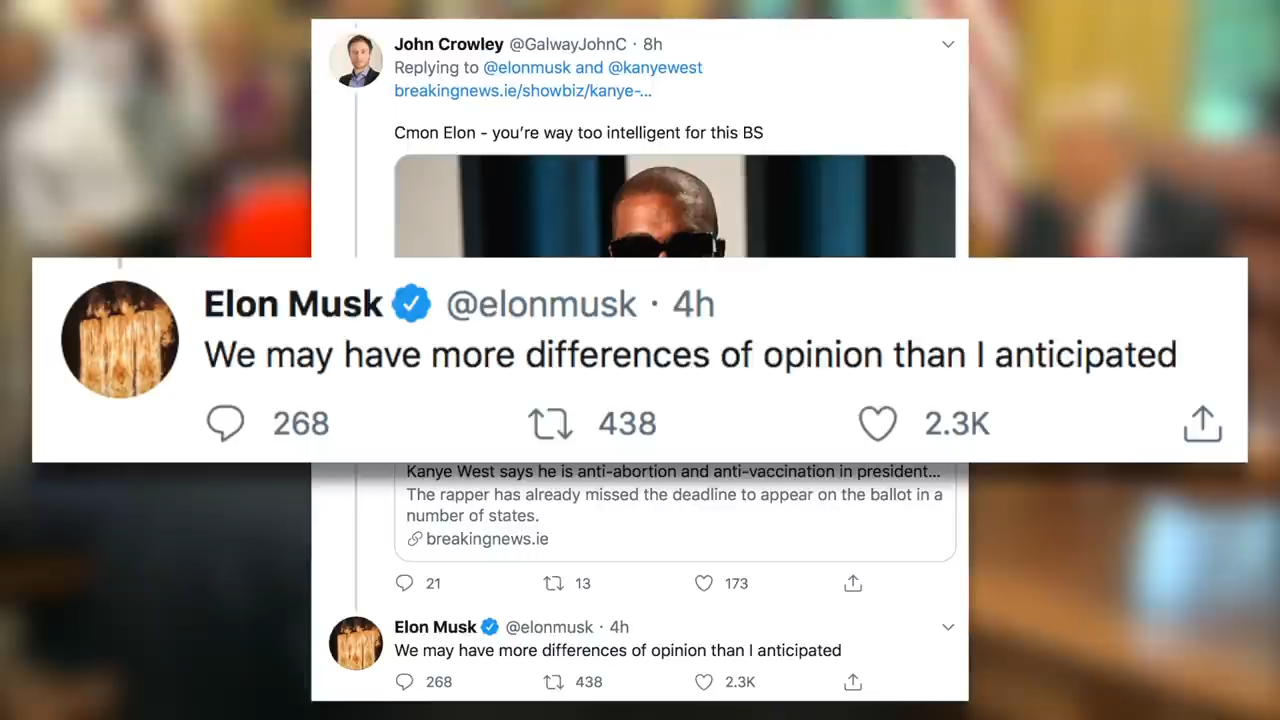 John Crowley @GalwayJohnC · 8h
Replying to @elonmusk and @kanyewest
breakingnews.ie/showbiz/kanye-...
Cmon Elon - you're way too intelligent for this BS
Elon Musk @elonmusk · 4h
We may have more differences of opinion than I anticipated
268 438 2.3K
Kanye West says he is anti-abortion and anti-vaccination in president...
The rapper has already missed the deadline to appear on the ballot in a
number of states.
breakingnews.ie
21 13 173
Elon Musk @elonmusk · 4h
We may have more differences of opinion than I anticipated
268 438 2.3K